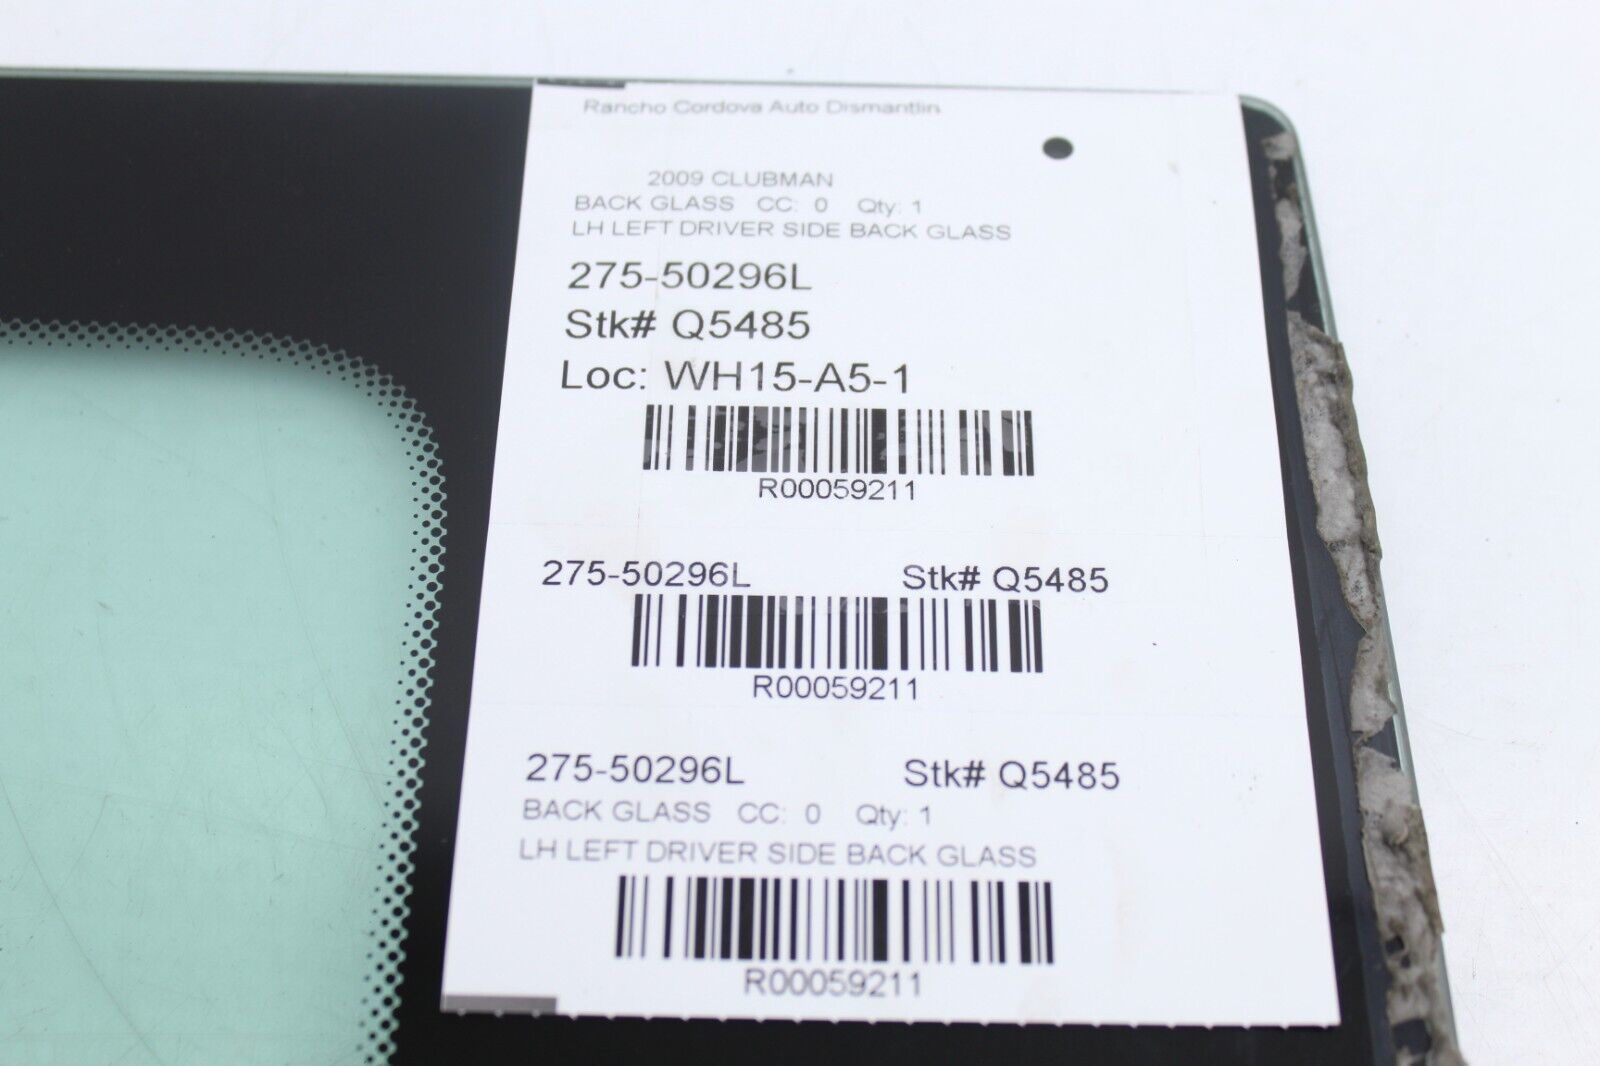 Rancho Cordova Auto Dismantlin
2009 CLUBMAN
BACK GLASS CC: 0 Qty: 1
LH LEFT DRIVER SIDE BACK GLASS
275-50296L
Stk# Q5485
Loc: WH15-A5-1
R00059211
275-50296L Stk# Q5485
R00059211
275-50296L Stk# Q5485
BACK GLASS CC: 0 Qty: 1
LH LEFT DRIVER SIDE BACK GLASS
R00059211